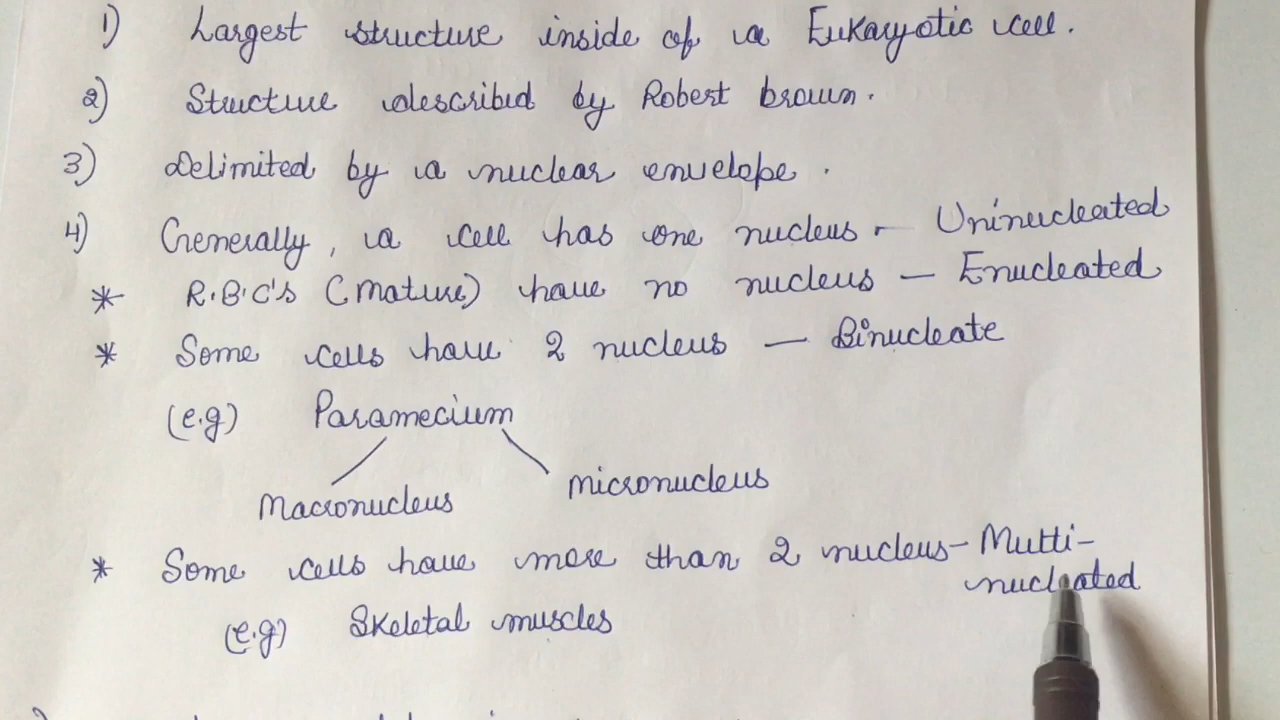 1) Largest structure inside of a Eukaryotic cell.
2) Structure described by Robert brown.
3) Delimited by a nuclear envelope.
4) Generally, a cell has one nucleus - Uninucleated
* R.B.C's (Mature) have no nucleus — Enucleated
* Some cells have 2 nucleus — Binucleate
(e.g) Paramecium
Macronucleus micronucleus
* Some cells have more than 2 nucleus - Multi-
nucleated
(e.g) Skeletal muscles